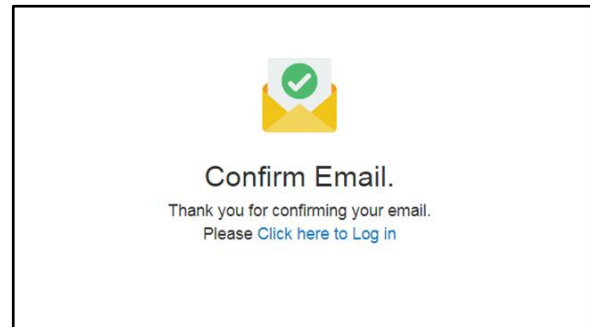 Confirm Email.
Thank you for confirming your email.
Please Click here to Log in